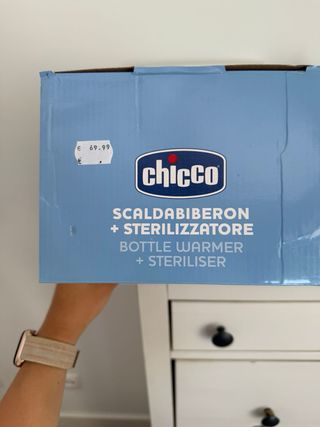 € 69.99
€
chicco
SCALDABIBERON
+ STERILIZZATORE
BOTTLE WARMER
+ STERILISER